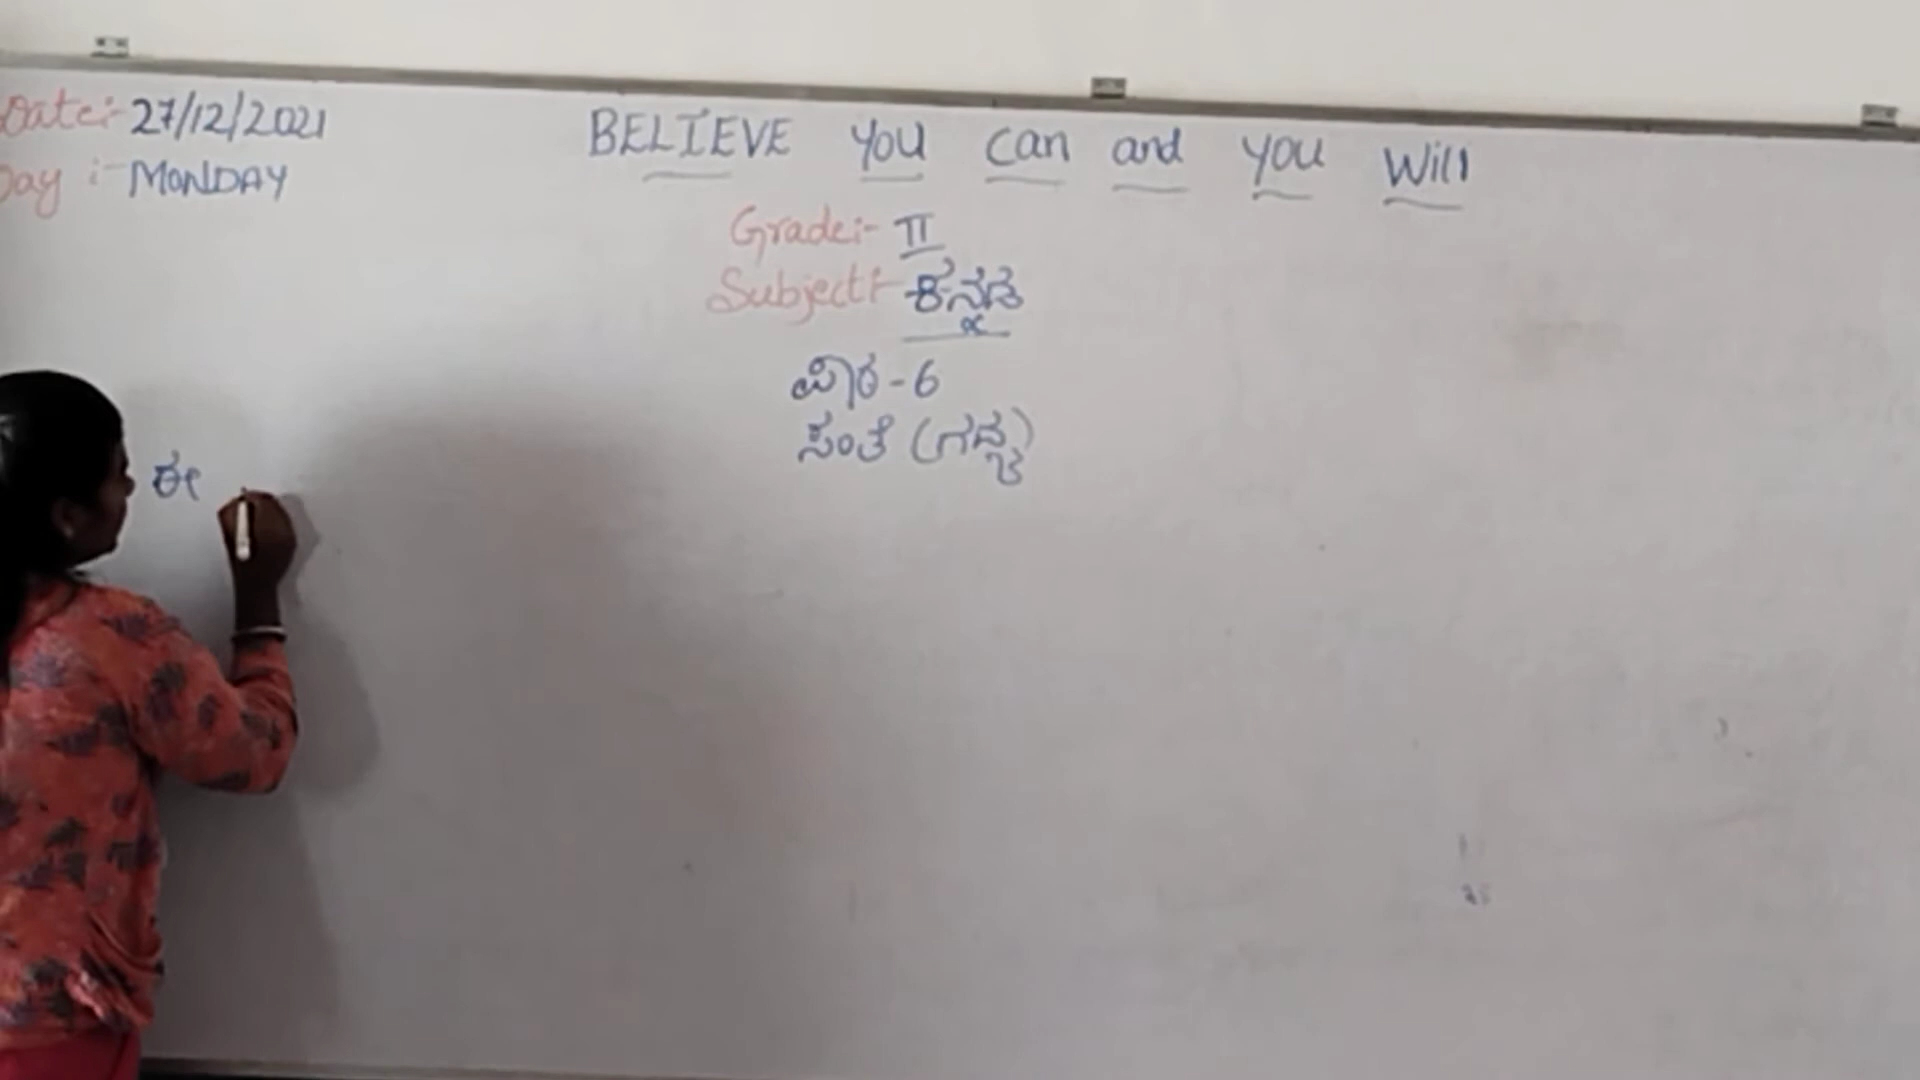 Date:- 27/12/2021
BELIEVE you can and you Will
Day :- MONDAY
Grade:- II
Subject:- ಕನ್ನಡ
ಪಾಠ - 6
ಸಂತೆ (ಗದ್ಯ)
ಈ